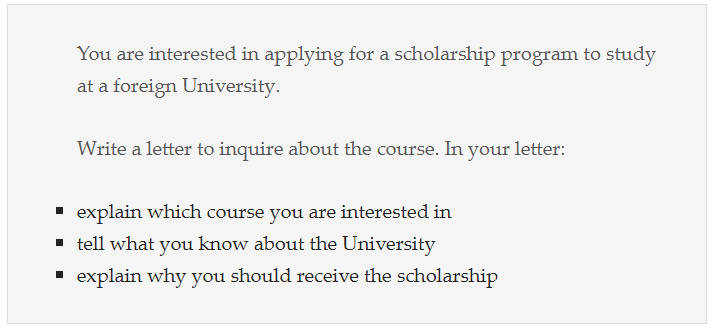 You are interested in applying for a scholarship program to study
at a foreign University.
Write a letter to inquire about the course. In your letter:
▪ explain which course you are interested in
▪ tell what you know about the University
▪ explain why you should receive the scholarship